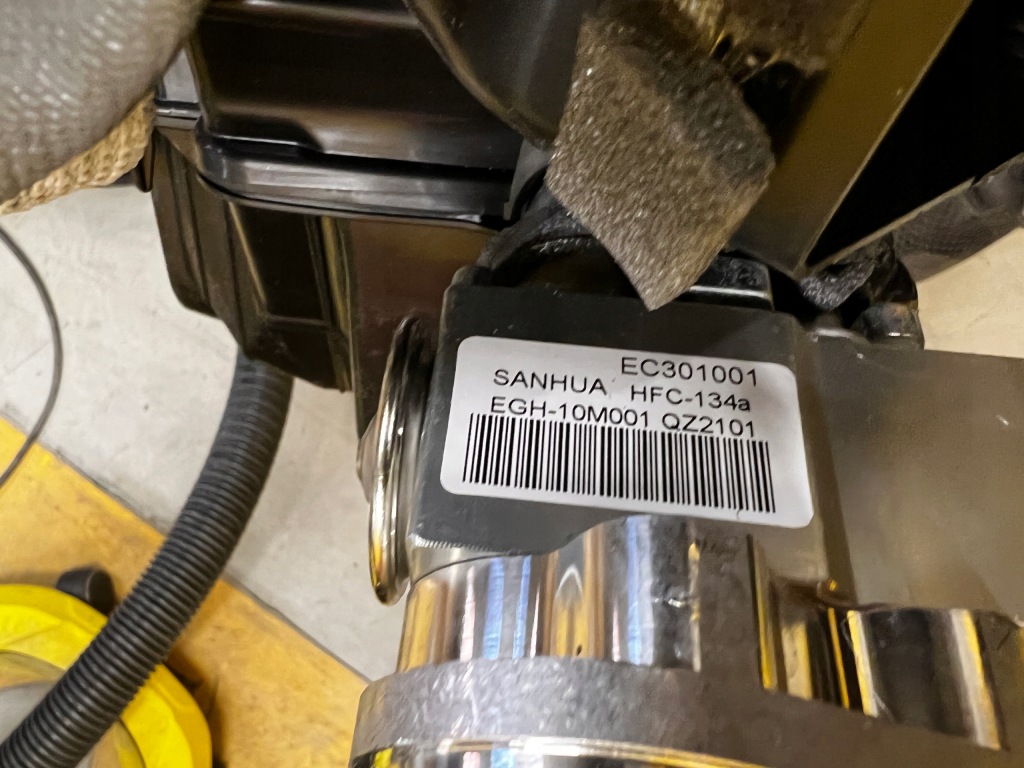 EC301001
SANHUA HFC-134a
EGH-10M001 QZ2101